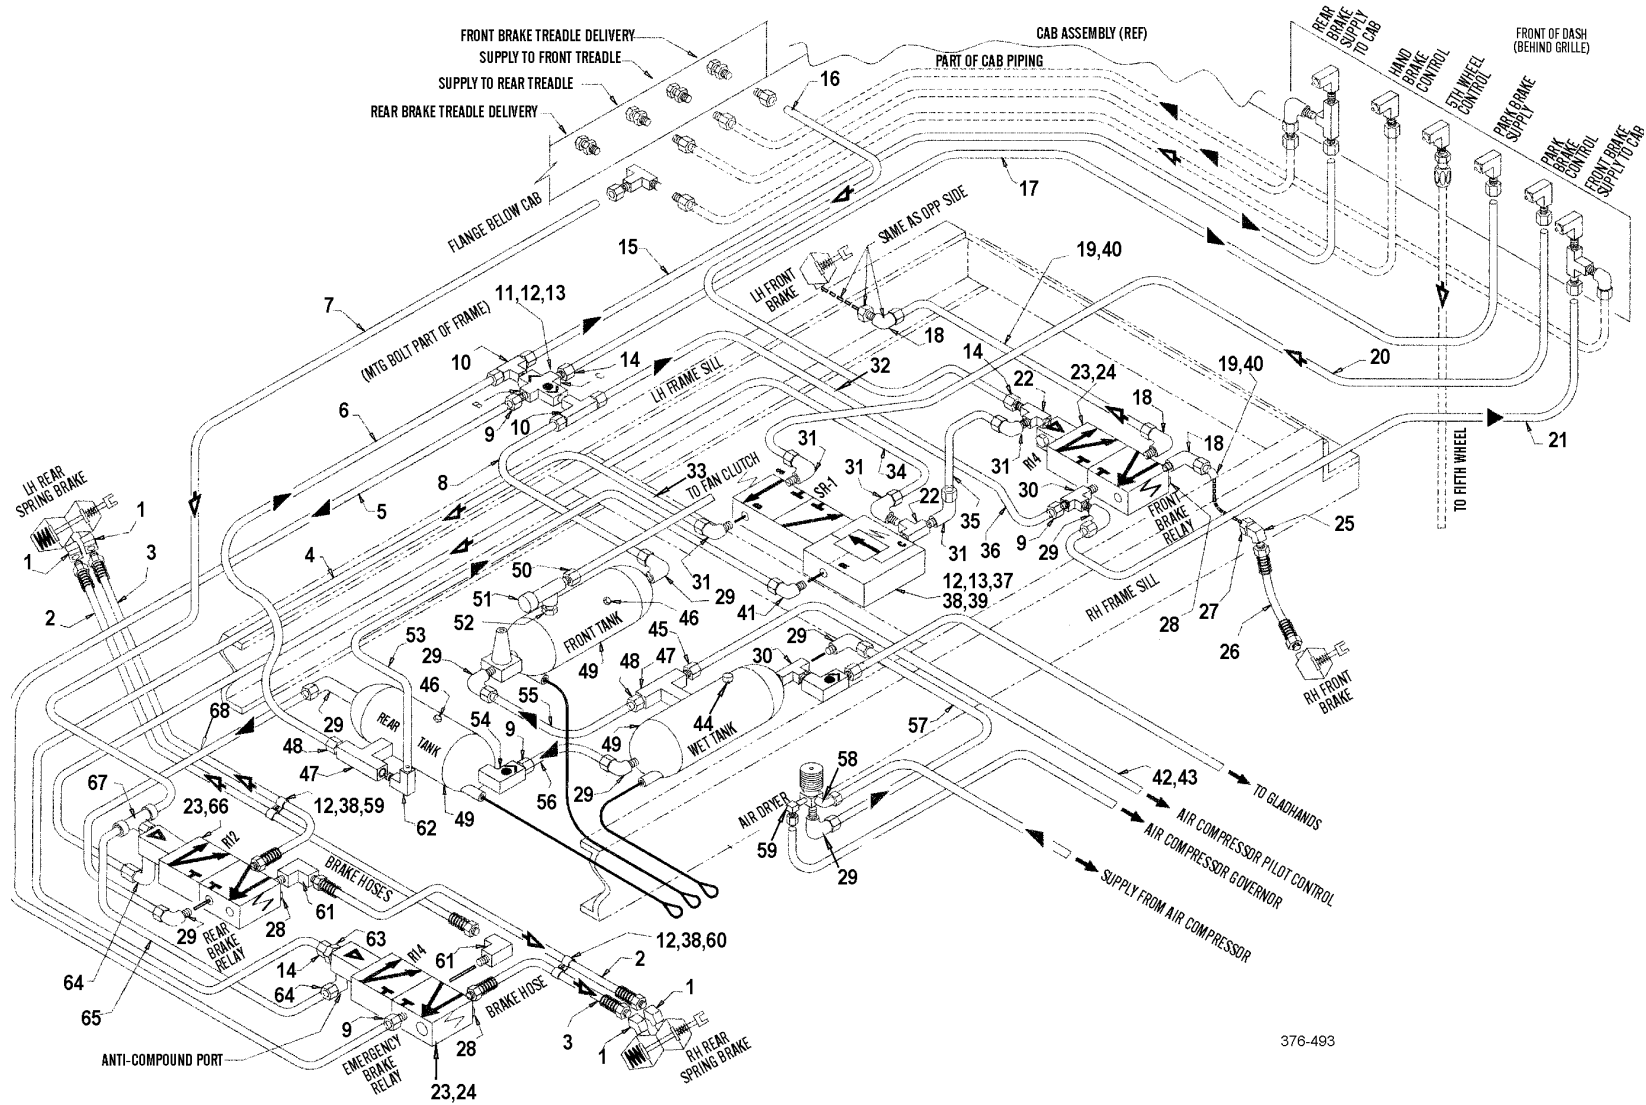 FRONT BRAKE TREADLE DELIVERY
SUPPLY TO FRONT TREADLE
SUPPLY TO REAR TREADLE
REAR BRAKE TREADLE DELIVERY
CAB ASSEMBLY (REF)
PART OF CAB PIPING
16
REAR
BRAKE
SUPPLY
TO CAB
HAND
BRAKE
CONTROL
5TH WHEEL
CONTROL
PARK BRAKE
SUPPLY
PARK
BRAKE
CONTROL
FRONT BRAKE
SUPPLY TO CAB
FRONT OF DASH
(BEHIND GRILLE)
FLANGE BELOW CAB
17
SAME AS OPP SIDE
15
19,40
LH FRONT
BRAKE
7
11,12,13
(MTG BOLT PART OF FRAME)
10
14
18
LH FRAME SILL
14
22
23,24
32
20
19,40
6
9
10
18
18
21
8
31
34
31
31
R14
33
TO FAN CLUTCH
SR-1
22
30
FRONT
BRAKE
RELAY
TO FIFTH WHEEL
LH REAR
SPRING BRAKE
1
5
35
36
9
29
25
1
3
4
31
31
28
27
50
29
51
12,13,37
38,39
41
RH FRAME SILL
26
2
52
46
FRONT TANK
45
53
29
49
48
47
29
30
RH FRONT
BRAKE
46
55
68
29
REAR
TANK
54
9
49
44
WET TANK
57
48
47
58
42,43
TO GLADHANDS
67
23,66
12,38,59
62
49
56
29
AIR DRYER
59
AIR COMPRESSOR PILOT CONTROL
AIR COMPRESSOR GOVERNOR
R12
BRAKE HOSES
29
SUPPLY FROM AIR COMPRESSOR
29
REAR
BRAKE
RELAY
28
61
63
R14
61
12,38,60
2
64
14
64
1
65
9
BRAKE HOSE
28
3
1
RH REAR
SPRING BRAKE
ANTI-COMPOUND PORT
EMERGENCY
BRAKE
RELAY
23,24
376-493